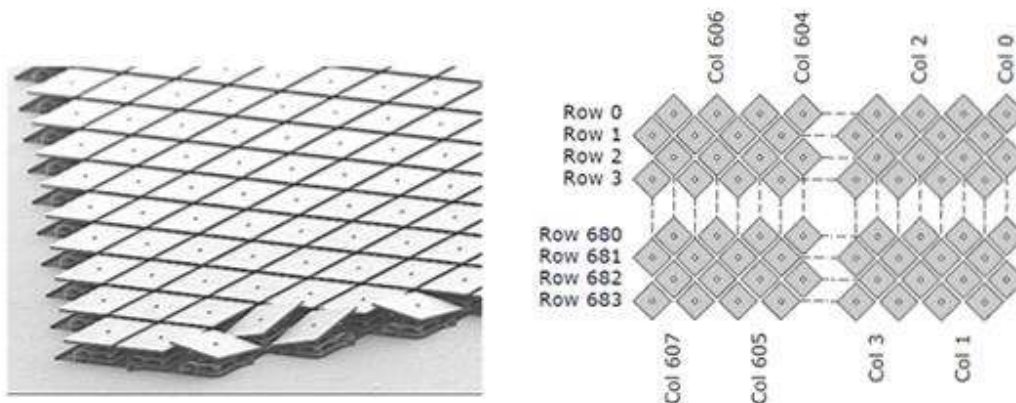 Col 606
Col 604
Col 2
Col 0
Row 0
Row 1
Row 2
Row 3
Row 680
Row 681
Row 682
Row 683
Col 607
Col 605
Col 3
Col 1